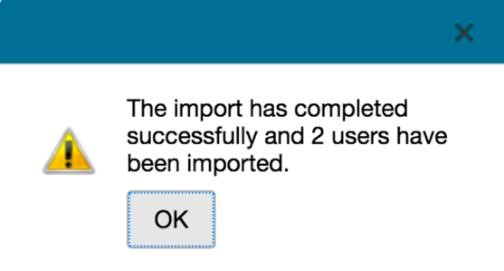 The import has completed
successfully and 2 users have
been imported.
OK